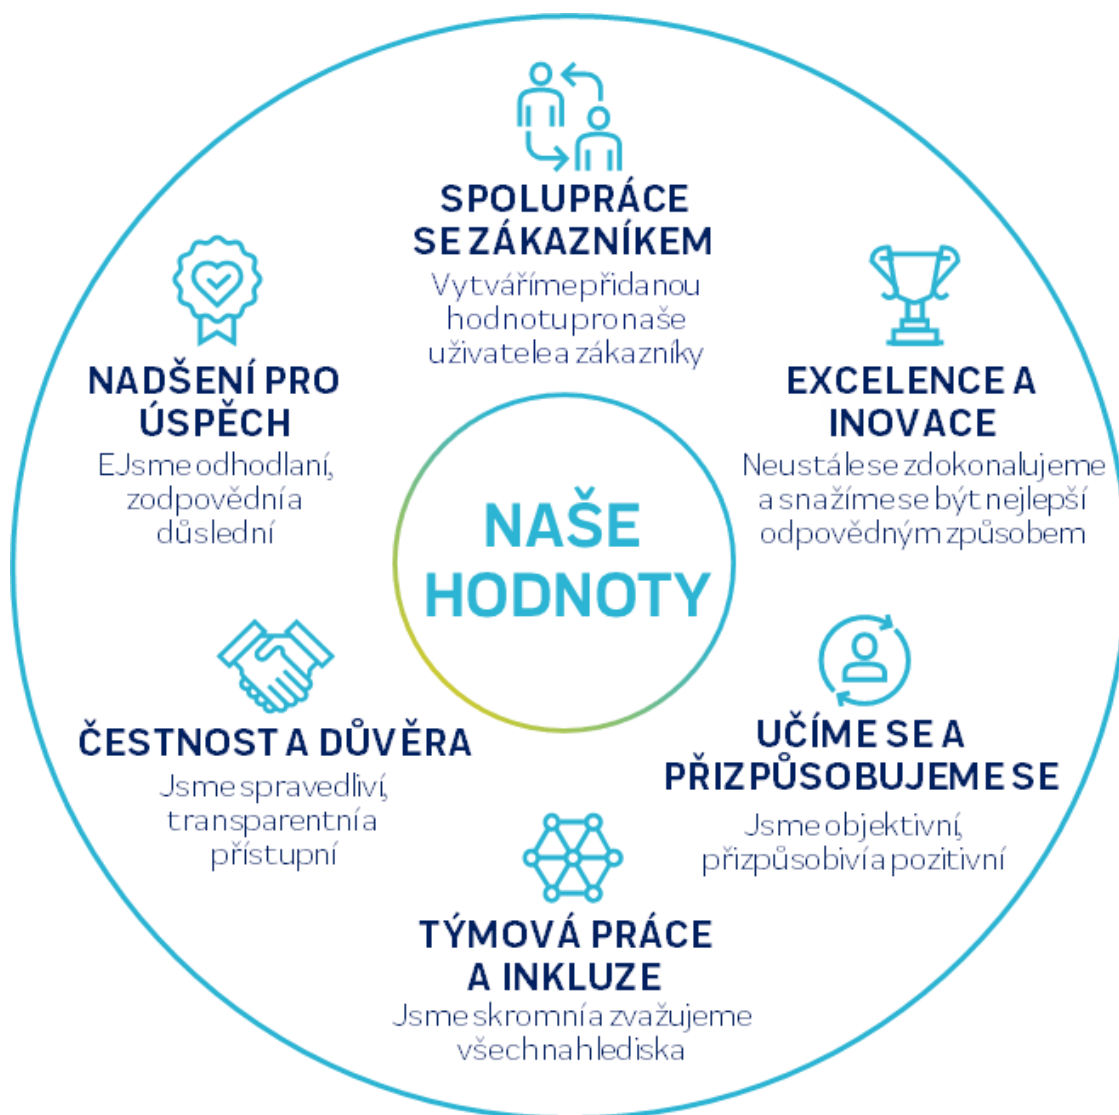 SPOLUPRÁCE
SE ZÁKAZNÍKEM
Vytváříme přidanou
hodnotu pro naše
uživatele a zákazníky
EXCELENCE A
INOVACE
Neustále se zdokonalujeme
a snažíme se být nejlepší
odpovědným způsobem
UČÍME SE A
PŘIZPŮSOBUJEME SE
Jsme objektivní,
přizpůsobiví a pozitivní
TÝMOVÁ PRÁCE
A INKLUZE
Jsme skromní a zvažujeme
všechna hlediska
ČESTNOST A DŮVĚRA
Jsme spravedliví,
transparentní a
přístupní
NADŠENÍ PRO
ÚSPĚCH
EJsme odhodlaní,
zodpovědní a
důslední
NAŠE
HODNOTY